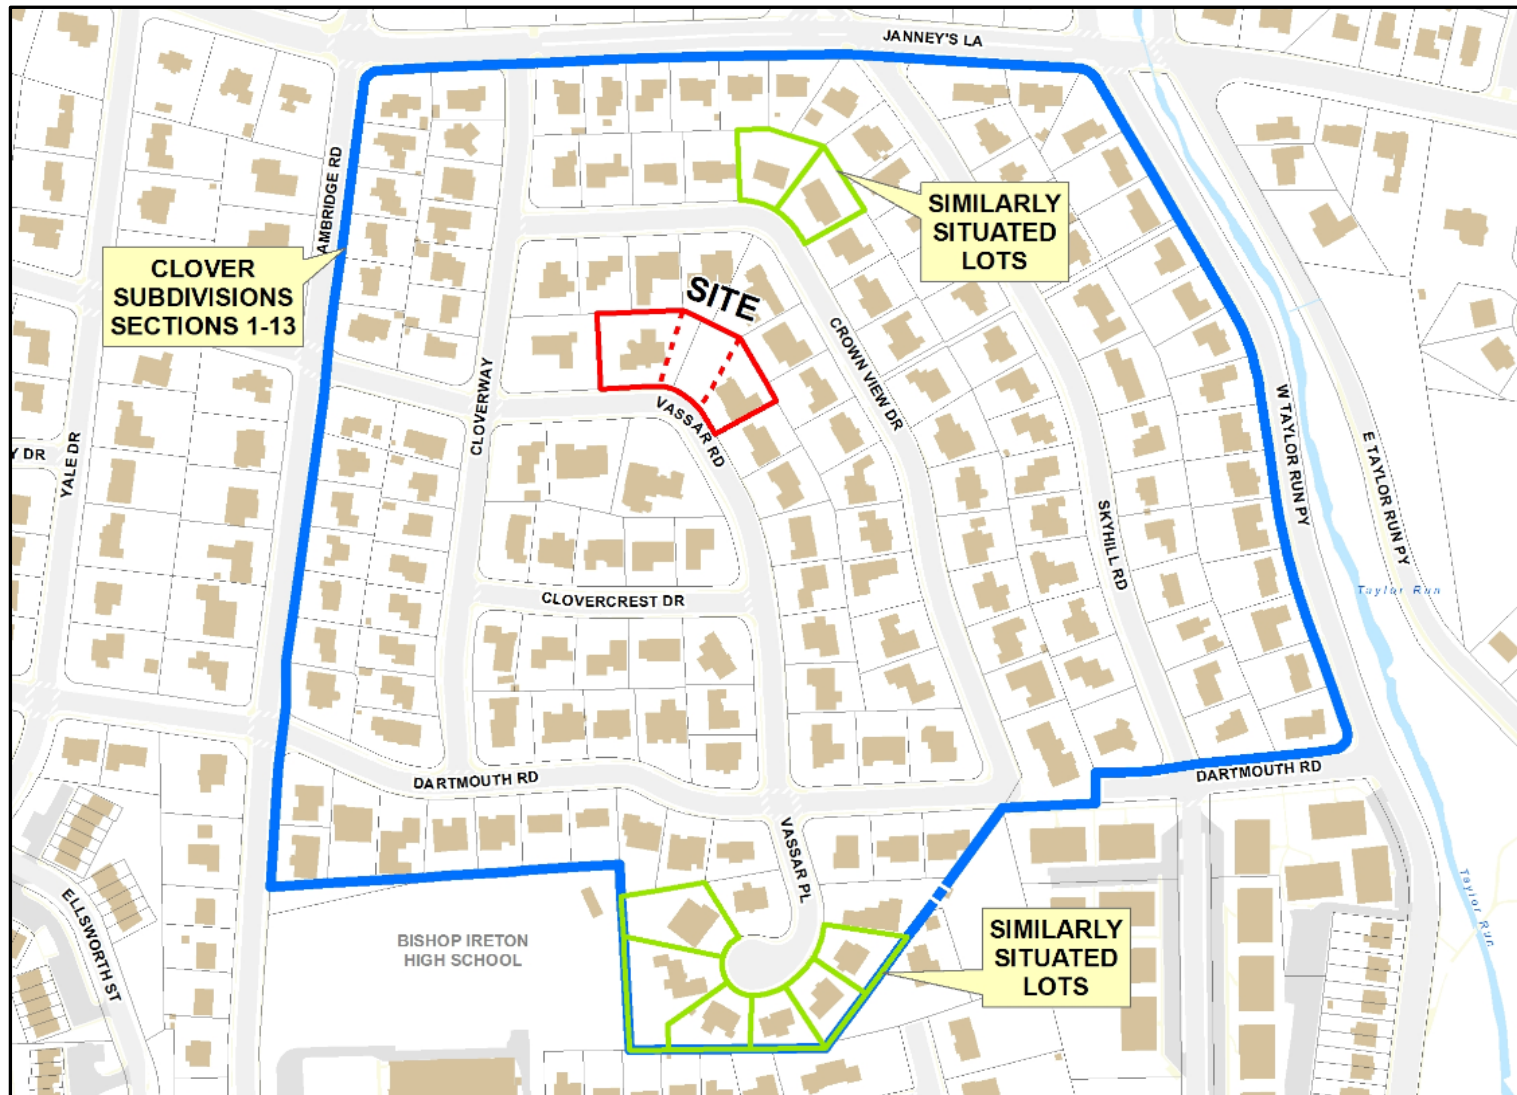 JANNEY'S LA
AMBRIDGE RD
SIMILARLY
SITUATED
LOTS
CLOVER
SUBDIVISIONS
SECTIONS 1-13
SITE
CROWN VIEW DR
CLOVERWAY
VASSAR RD
W TAYLOR RUN PY
E TAYLOR RUN PY
Y DR
YALE DR
SKYHILL RD
Taylor Run
CLOVERCREST DR
DARTMOUTH RD
DARTMOUTH RD
VASSAR PL
ELLSWORTH ST
BISHOP IRETON
HIGH SCHOOL
SIMILARLY
SITUATED
LOTS
Taylor Run